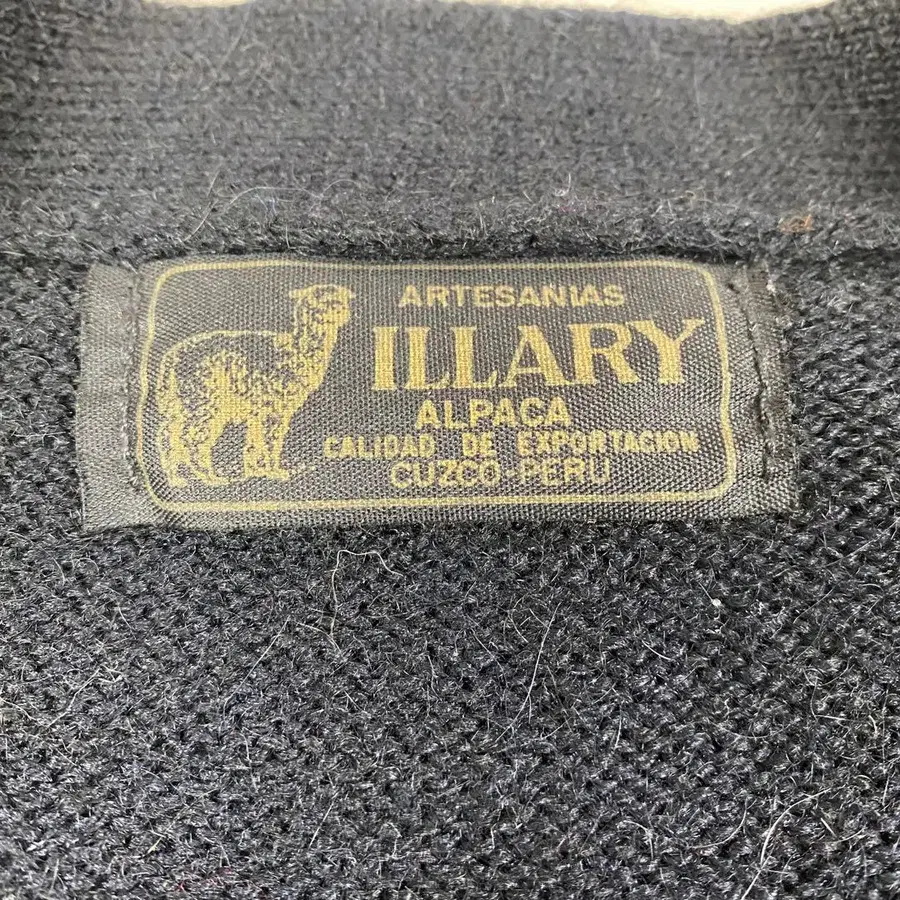 ARTESANIAS
ILLARY
ALPACA
CALIDAD DE EXPORTACION
CUZCO-PERU